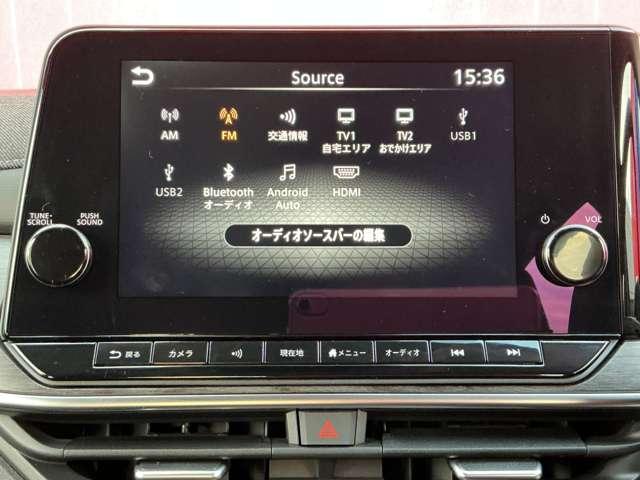 Source
15:36
AM
FM
交通情報
TV1
自宅エリア
TV2
おでかけエリア
USB1
USB2
Bluetooth
オーディオ
Android
Auto
HDMI
オーディオソースバーの編集
TUNE·
SCROLL
PUSH
SOUND
VOL
戻る
カメラ
現在地
メニュー
オーディオ